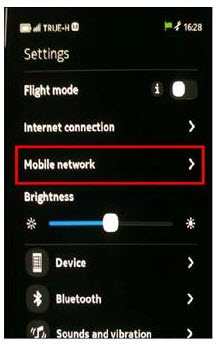 TRUE-H
16:28
Settings
Flight mode
i
Internet connection
Mobile network
Brightness
Device
Bluetooth
Sounds and vibration